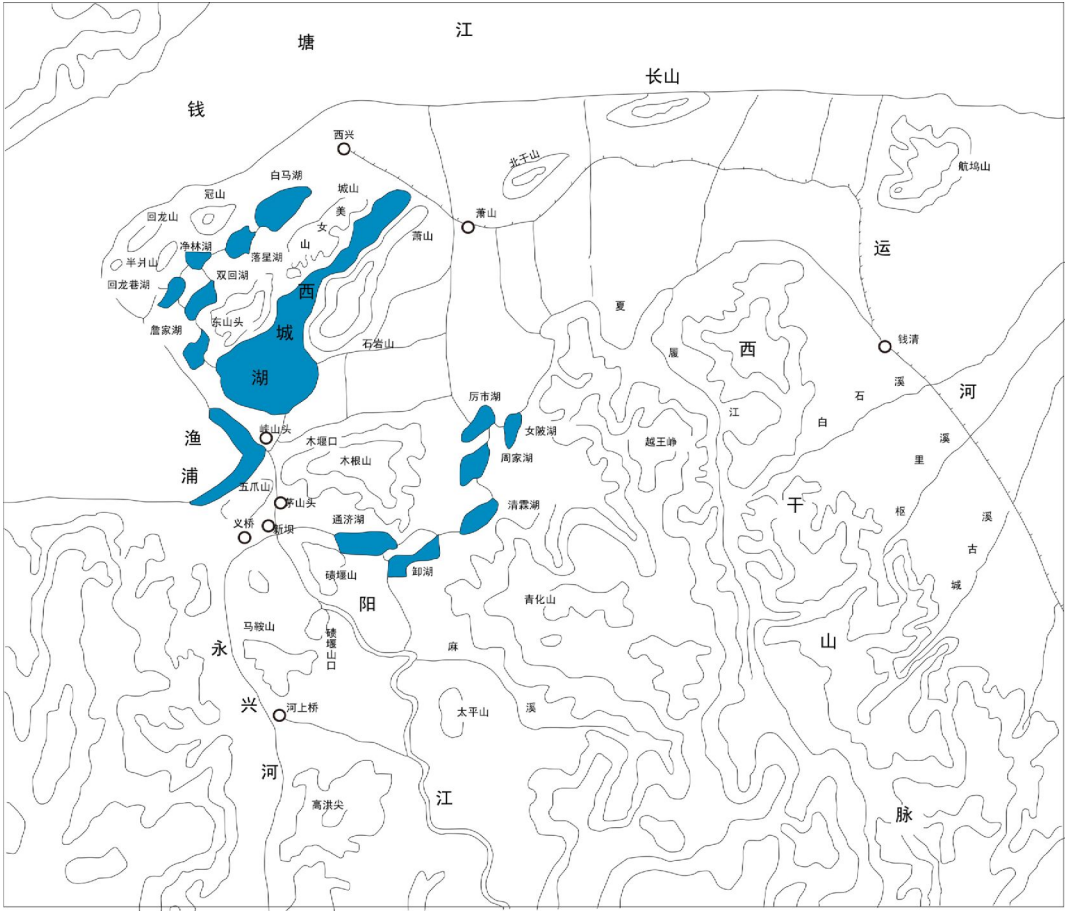 钱塘江
长山
西兴
北干山
航坞山
白马湖
城山
冠山
美女山
回龙山
萧山
萧山
净林湖
落星湖
半爿山
双回湖
回龙巷湖
运河
西城湖
东山头
夏履江
詹家湖
石岩山
钱清
西干山脉
白石溪
厉市湖
女陂湖
渔浦
峡山头
木堰口
越王峥
周家湖
木根山
枢里溪
五爪山
茅山头
清霖湖
通济湖
古城溪
义桥
新坝
碛堰山
卸湖
浦阳江
青化山
马鞍山
碛堰山口
麻溪
永兴河
河上桥
太平山
高洪尖